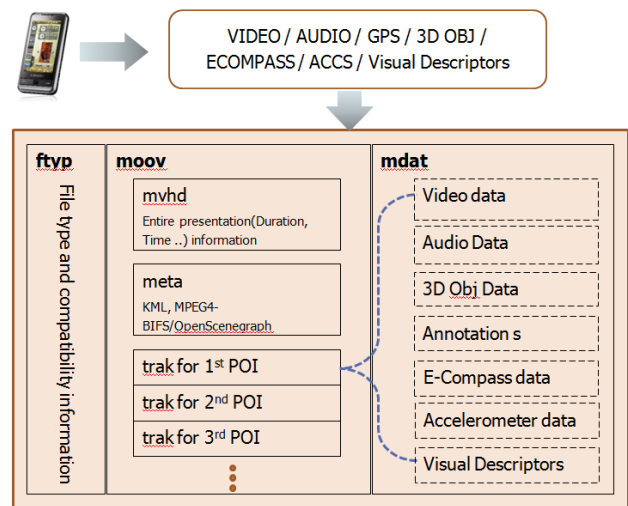 VIDEO / AUDIO / GPS / 3D OBJ /
ECOMPASS / ACCS / Visual Descriptors
ftyp
File type and compatibility information
moov
mvhd
Entire presentation(Duration,
Time ..) information
meta
KML, MPEG4-
BIFS/OpenScenegraph
trak for 1st POI
trak for 2nd POI
trak for 3rd POI
mdat
Video data
Audio Data
3D Obj Data
Annotation s
E-Compass data
Accelerometer data
Visual Descriptors